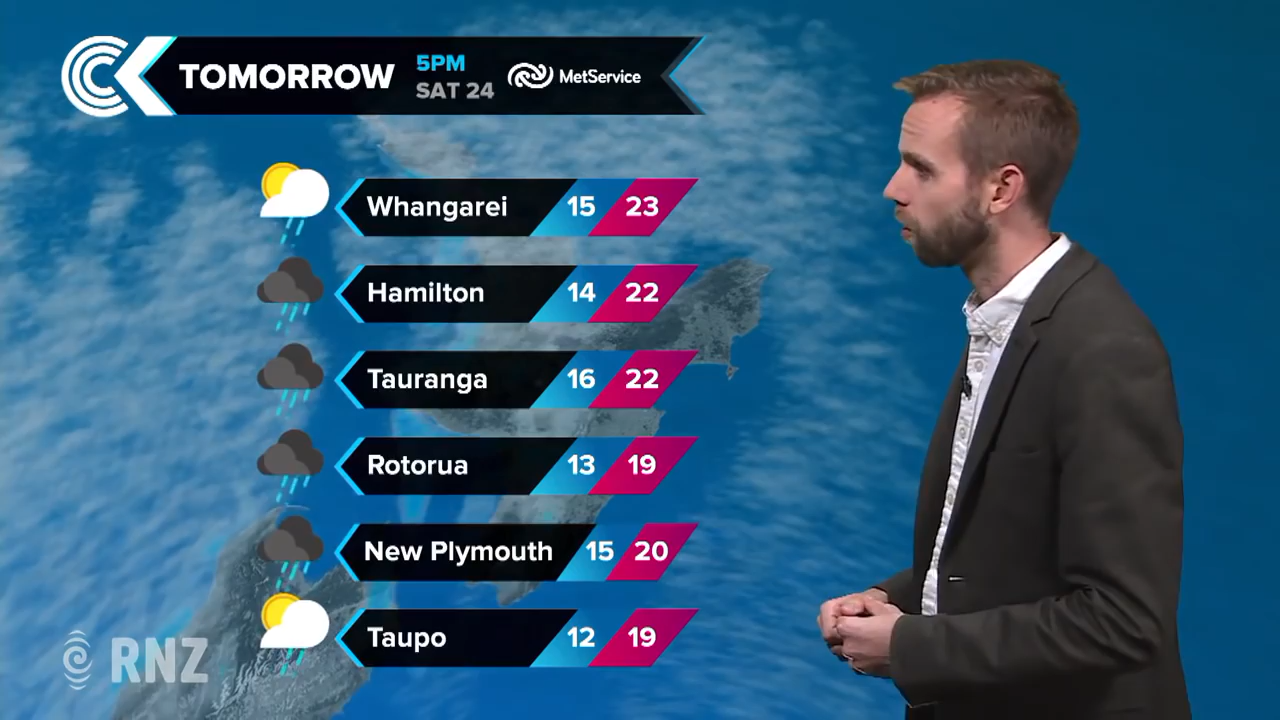 TOMORROW
5PM
SAT 24
MetService
Whangarei 15 23
Hamilton 14 22
Tauranga 16 22
Rotorua 13 19
New Plymouth 15 20
Taupo 12 19
RNZ